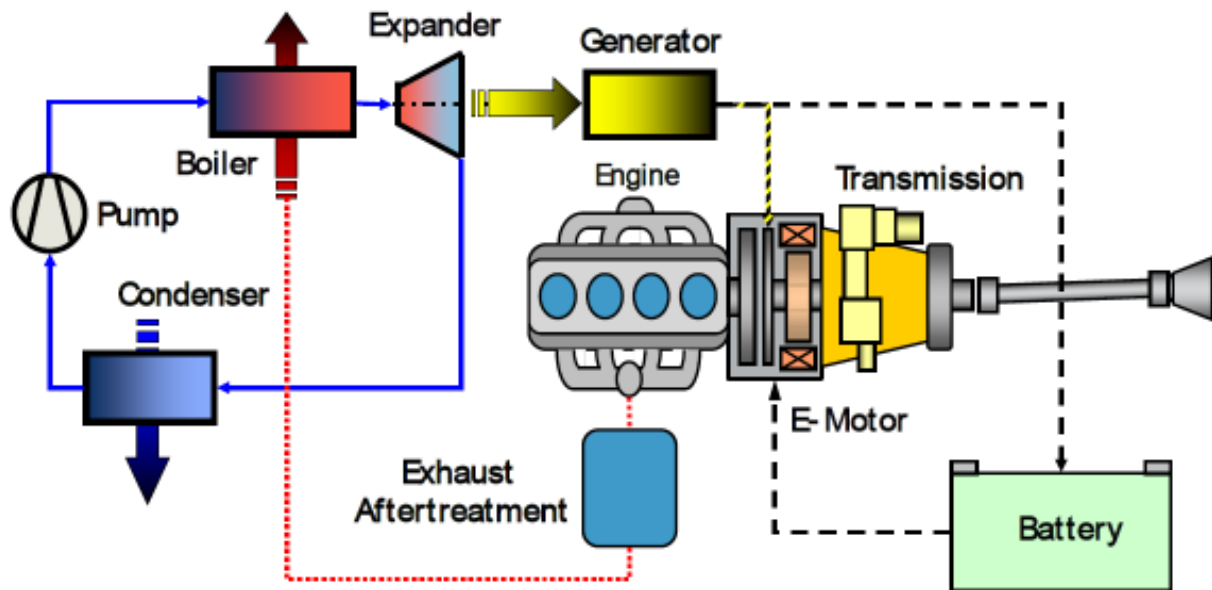 Expander
Generator
Boiler
Engine
Transmission
Pump
Condenser
E-Motor
Exhaust
Aftertreatment
Battery